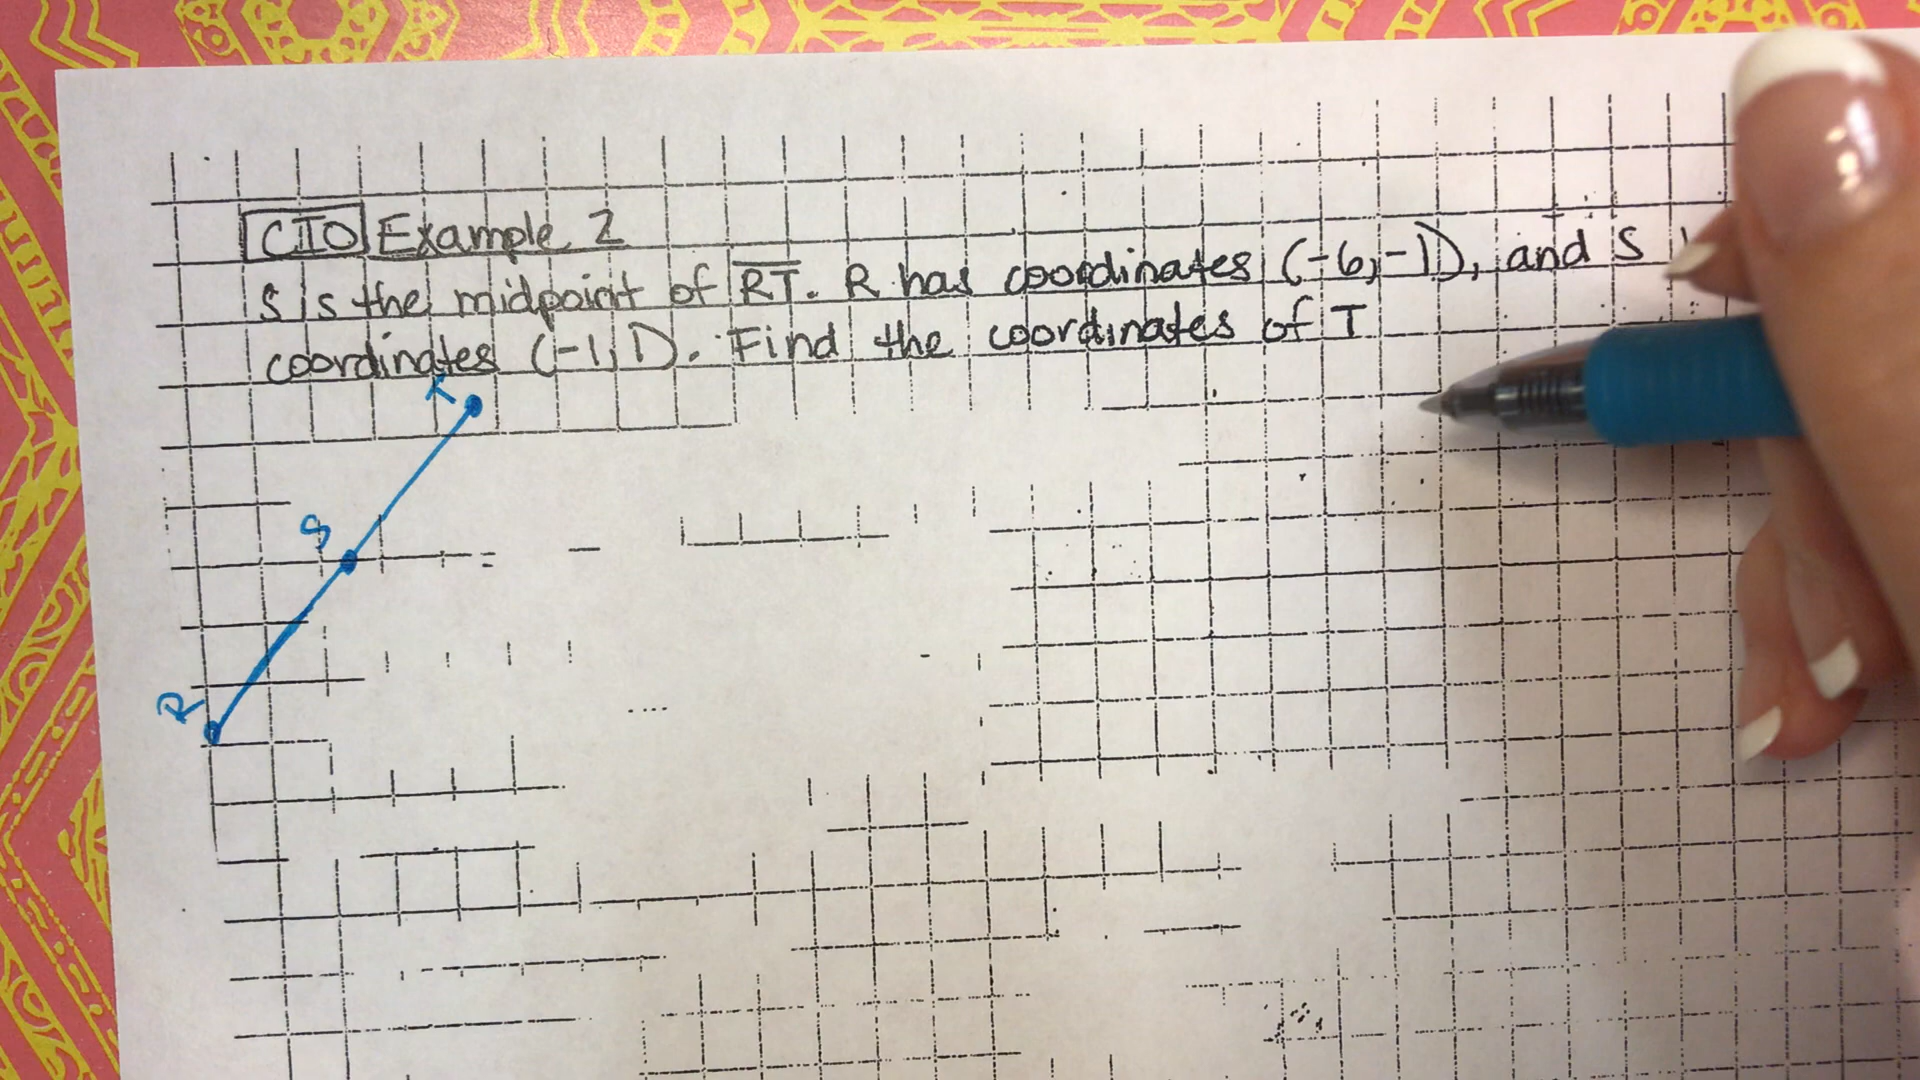 CIO Example 2
S is the midpoint of RT. R has coordinates (-6,-1), and S
coordinates (-1,1). Find the coordinates of T
T
S
R